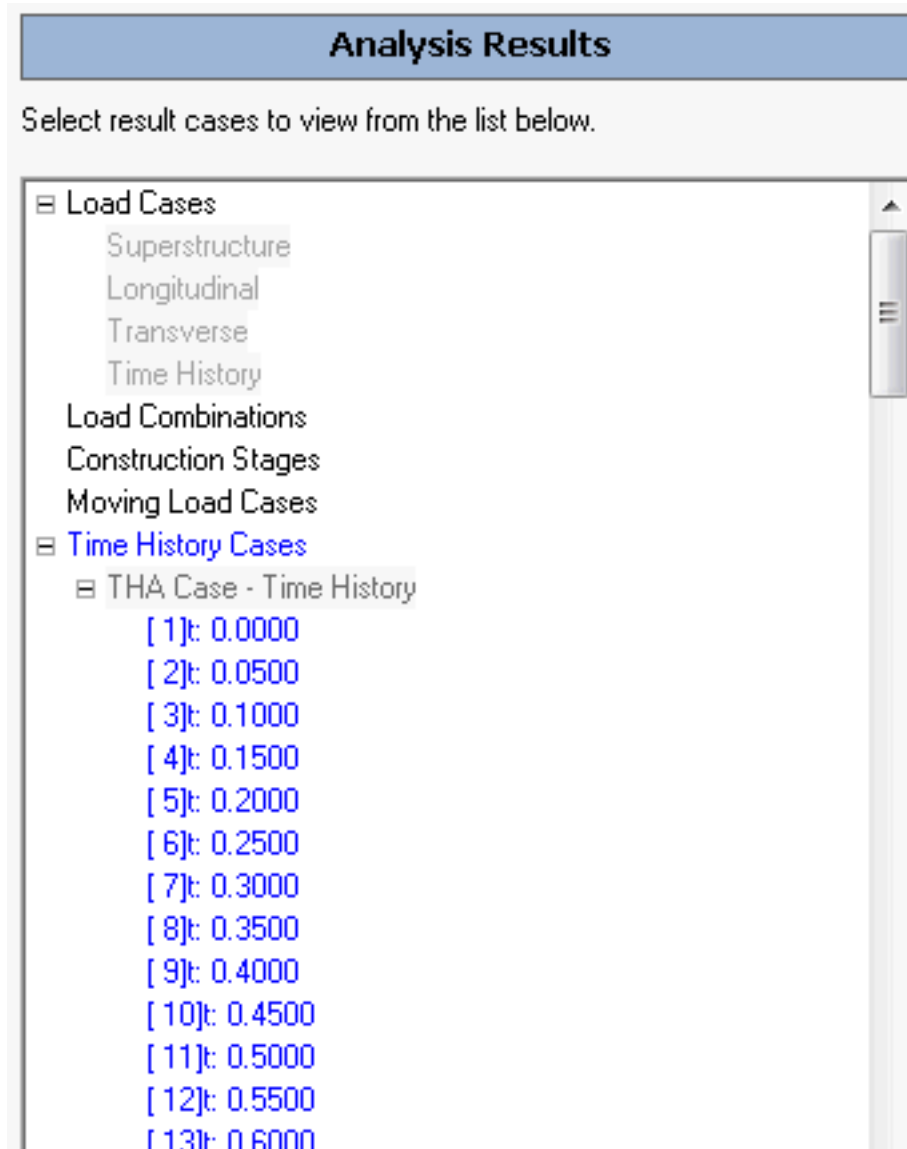 Analysis Results
Select result cases to view from the list below.
Load Cases
Superstructure
Longitudinal
Transverse
Time History
Load Combinations
Construction Stages
Moving Load Cases
Time History Cases
THA Case - Time History
[ 1]t: 0.0000
[ 2]t: 0.0500
[ 3]t: 0.1000
[ 4]t: 0.1500
[ 5]t: 0.2000
[ 6]t: 0.2500
[ 7]t: 0.3000
[ 8]t: 0.3500
[ 9]t: 0.4000
[ 10]t: 0.4500
[ 11]t: 0.5000
[ 12]t: 0.5500
[ 13]t: 0.6000